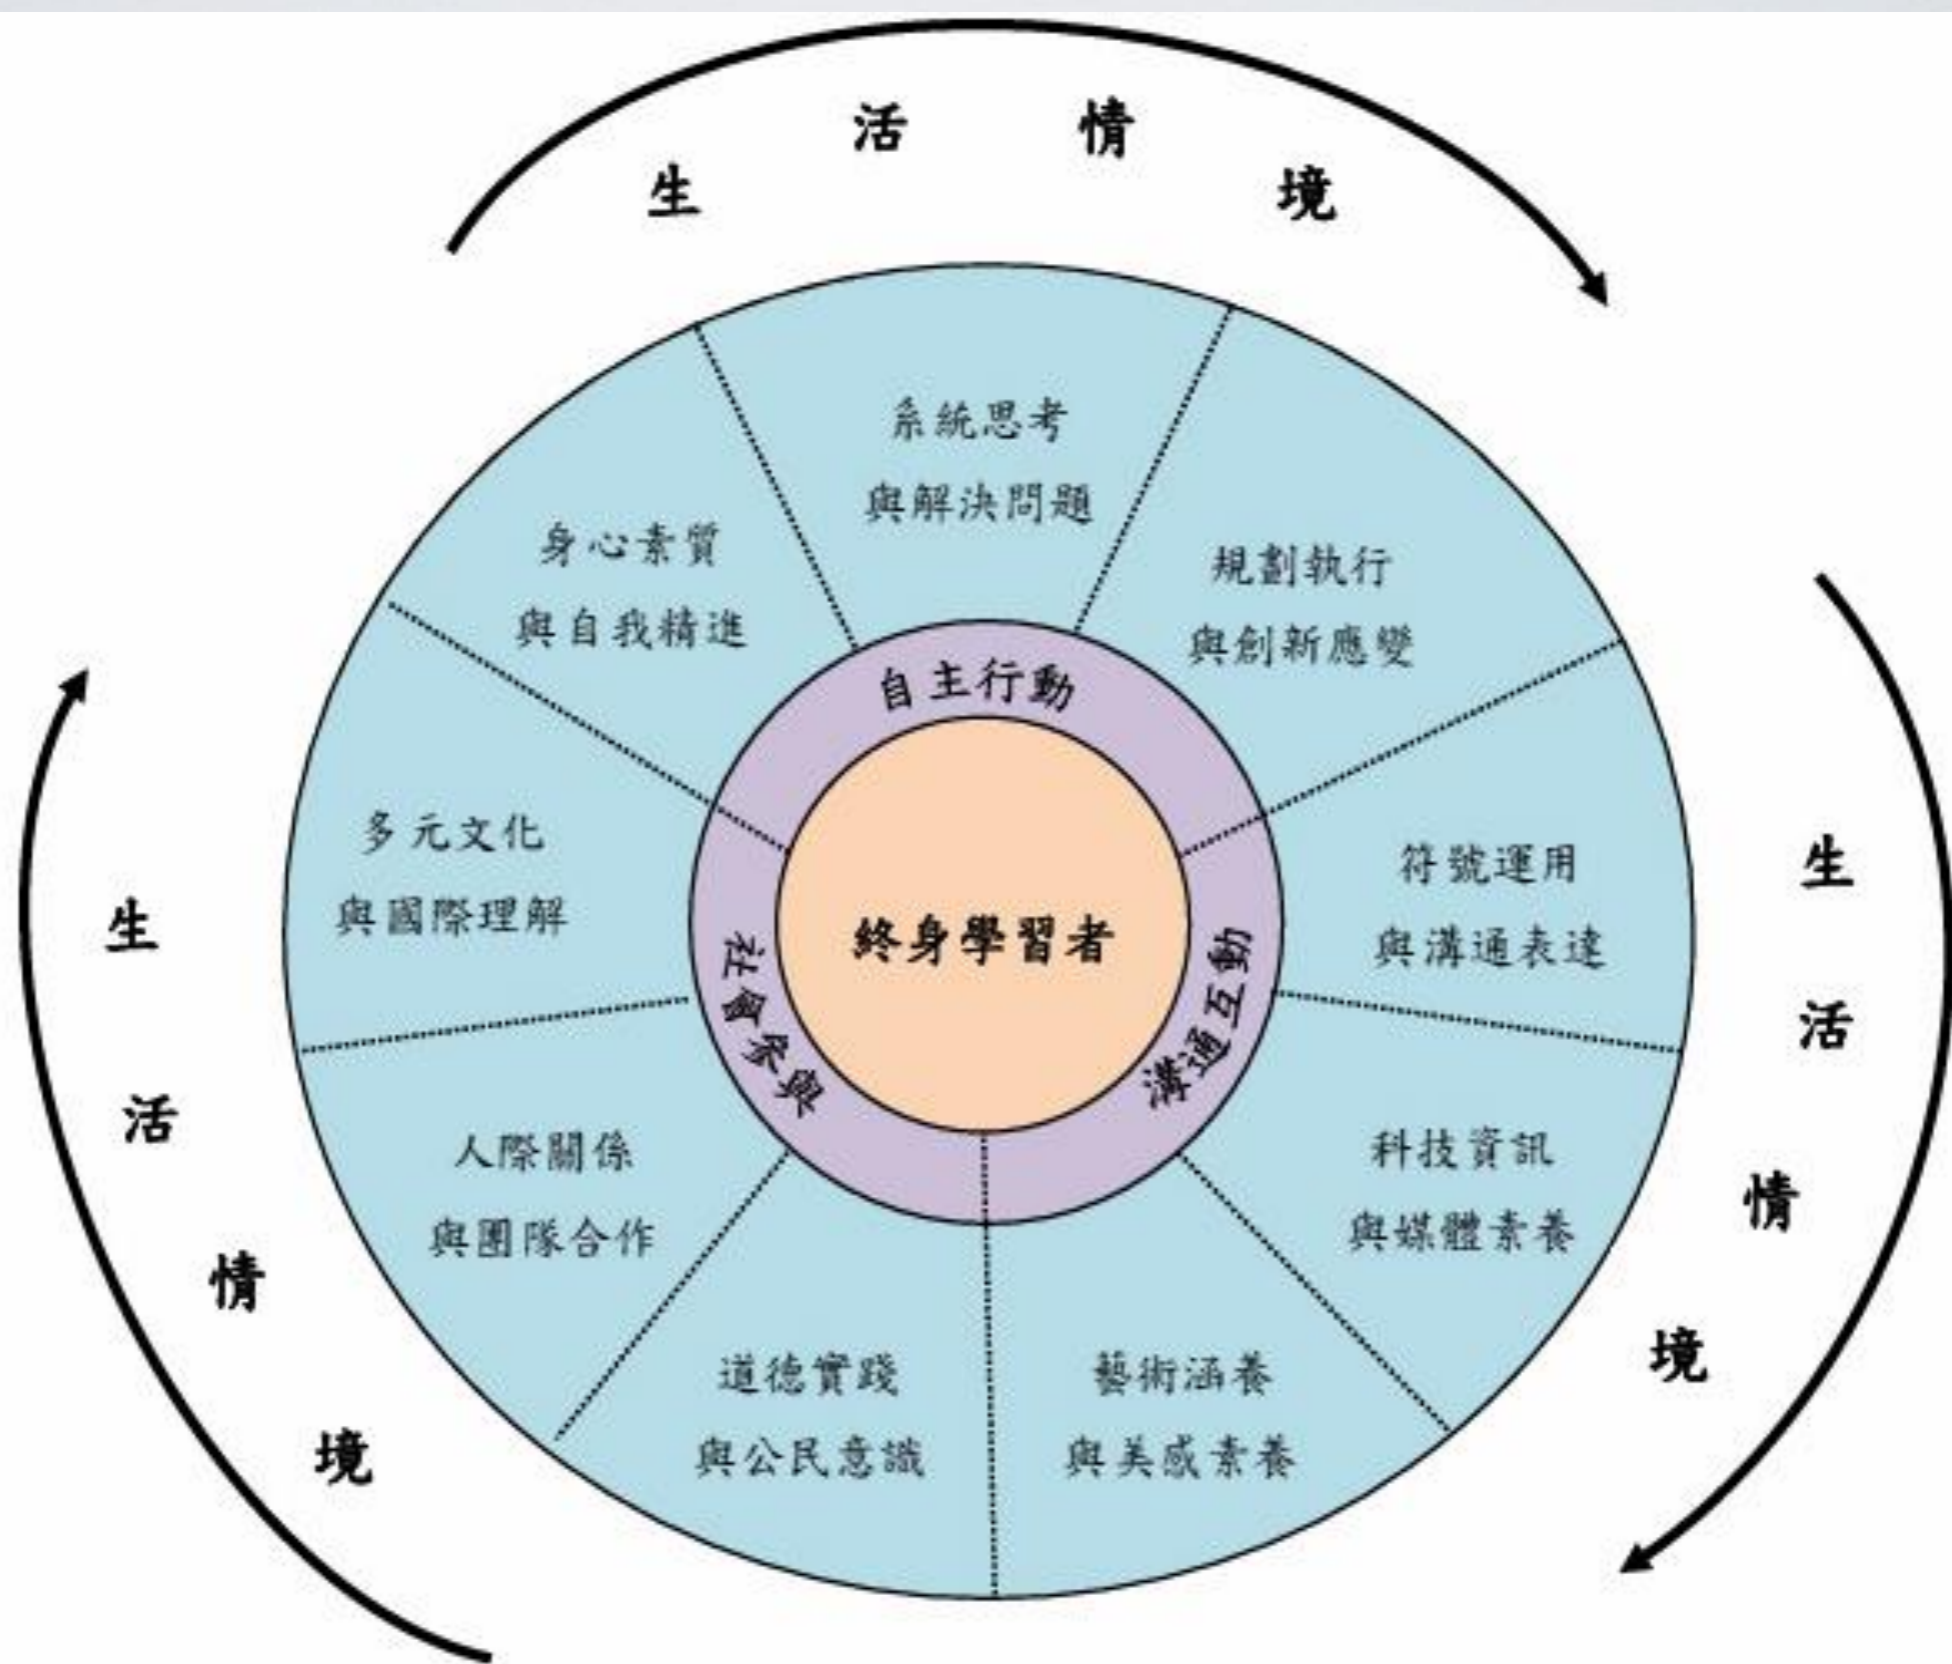 生活情境
系統思考
與解決問題
身心素質
與自我精進
規劃執行
與創新應變
自主行動
多元文化
與國際理解
符號運用
與溝通表達
終身學習者
社會參與
溝通互動
人際關係
與團隊合作
科技資訊
與媒體素養
道德實踐
與公民意識
藝術涵養
與美感素養
生活情境
生活情境